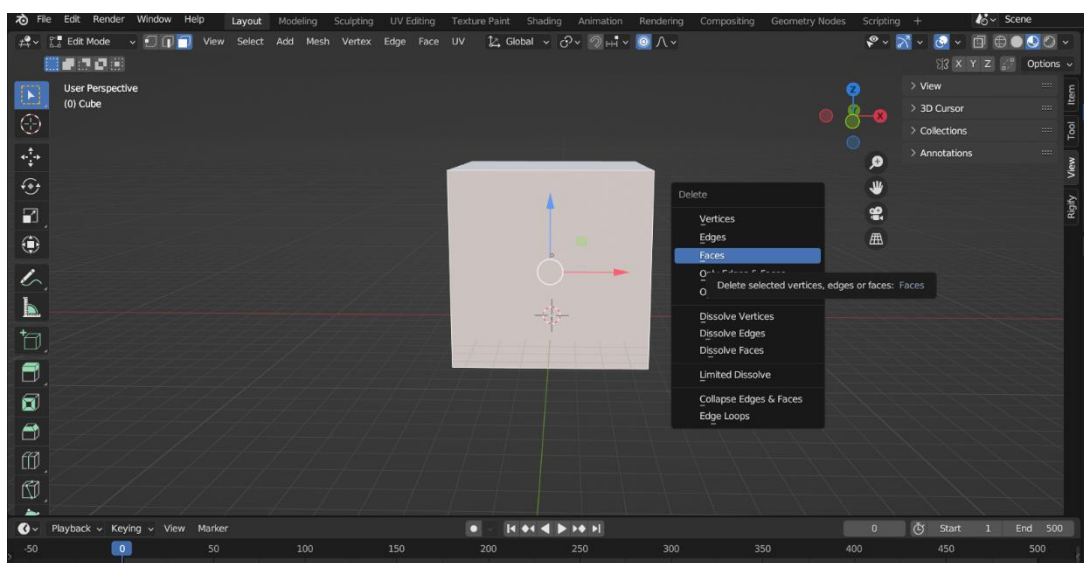 File Edit Render Window Help Layout Modeling Sculpting UV Editing Texture Paint Shading Animation Rendering Compositing Geometry Nodes Scripting + Scene
Edit Mode View Select Add Mesh Vertex Edge Face UV Global
X Y Z Options
User Perspective
(0) Cube
View
3D Cursor
Collections
Annotations
Item
Tool
View
Rigify
Z
Y
X
Delete
Vertices
Edges
Faces
Delete selected vertices, edges or faces: Faces
Dissolve Vertices
Dissolve Edges
Dissolve Faces
Limited Dissolve
Collapse Edges & Faces
Edge Loops
Playback Keying View Marker 0 Start 1 End 500
-50 0 50 100 150 200 250 300 350 400 450 500